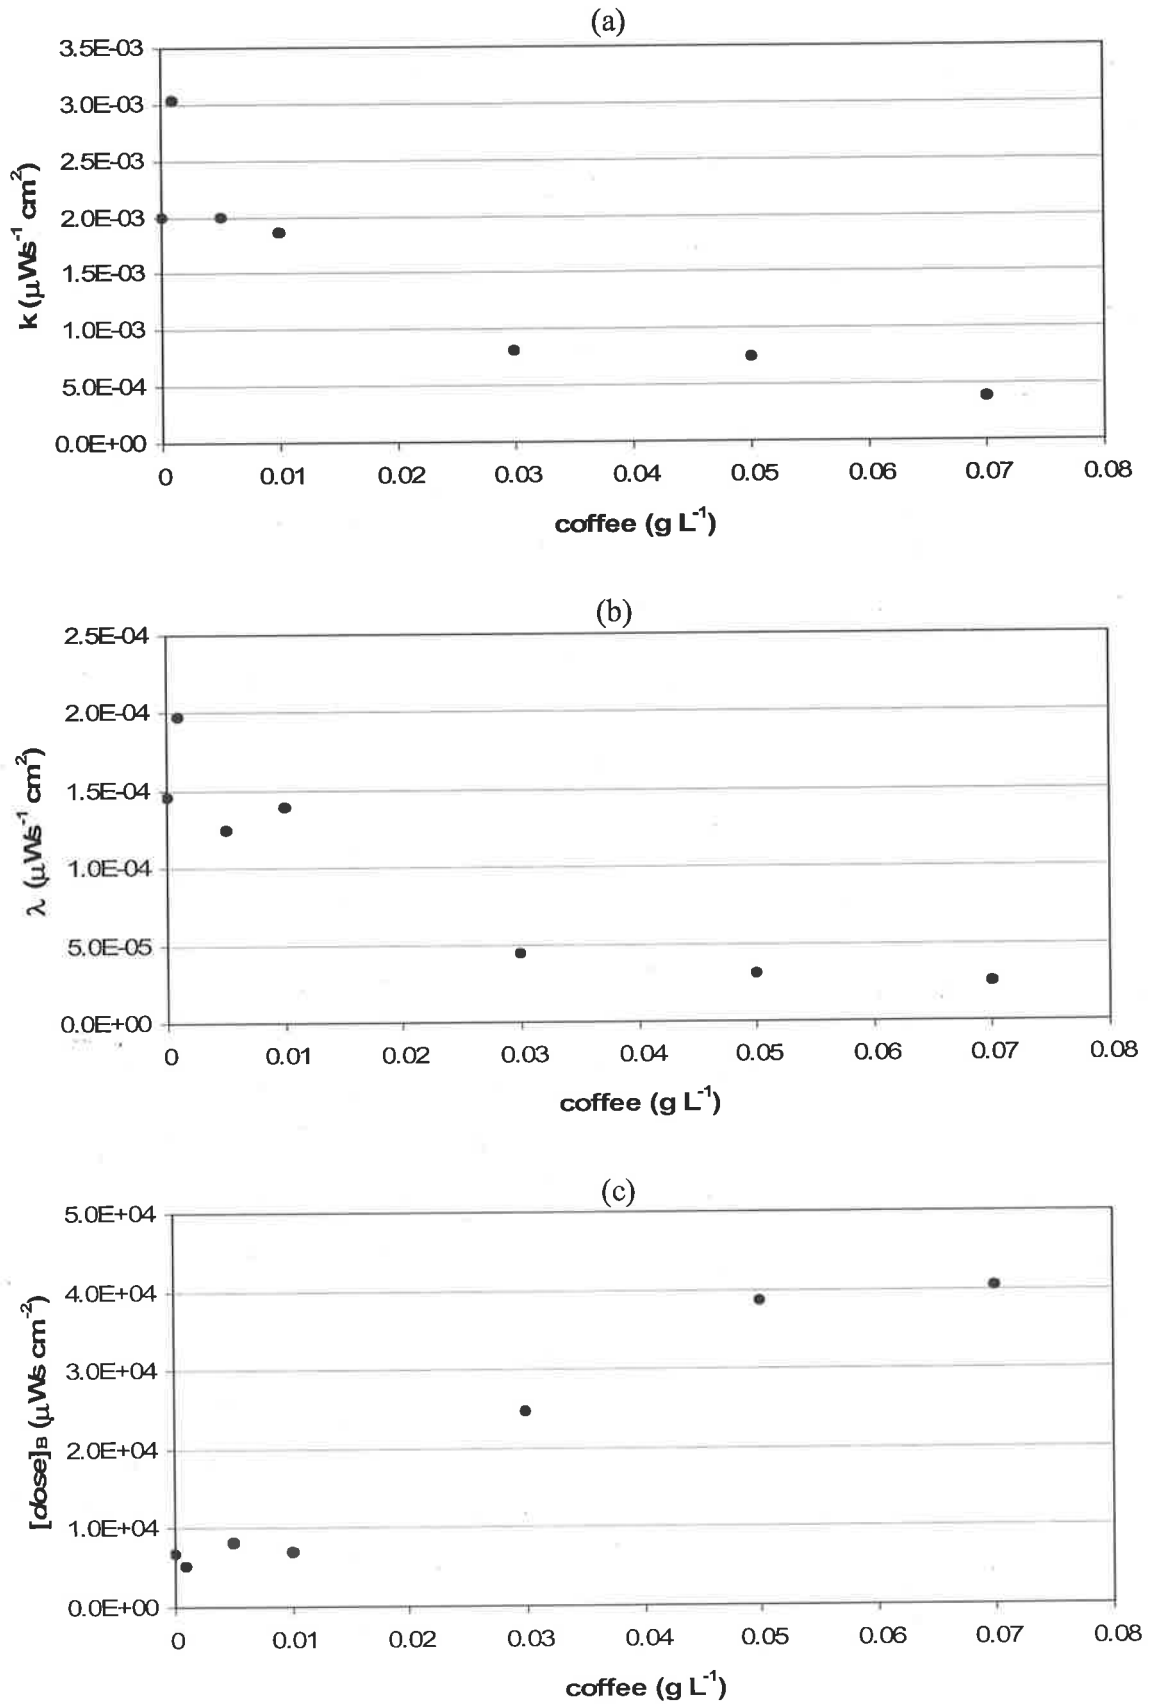 (a)
3.5E-03
3.0E-03
2.5E-03
2.0E-03
1.5E-03
1.0E-03
5.0E-04
0.0E+00
k (μWs⁻¹ cm²)
0 0.01 0.02 0.03 0.04 0.05 0.06 0.07 0.08
coffee (g L⁻¹)
(b)
2.5E-04
2.0E-04
1.5E-04
1.0E-04
5.0E-05
0.0E+00
λ (μWs⁻¹ cm²)
0 0.01 0.02 0.03 0.04 0.05 0.06 0.07 0.08
coffee (g L⁻¹)
(c)
5.0E+04
4.0E+04
3.0E+04
2.0E+04
1.0E+04
0.0E+00
[dose]B (μWs cm⁻²)
0 0.01 0.02 0.03 0.04 0.05 0.06 0.07 0.08
coffee (g L⁻¹)